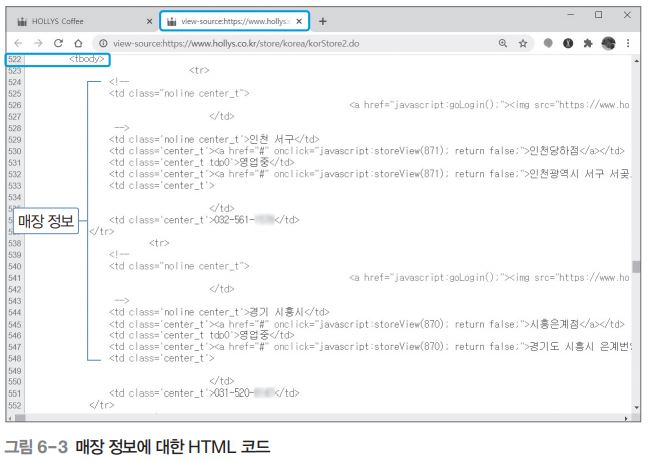 HOLLYS Coffee
view-source:https://www.hollys
view-source:https://www.hollys.co.kr/store/korea/korStore2.do
522 <tbody>
523 <tr>
524 <!--
525 <td class="noline center_t">
526 <a href="javascript:goLogin();"><img src="https://www.ho
527 </td>
528 -->
529 <td class='noline center_t'>인천 서구</td>
530 <td class='center_t'><a href="#" onclick="javascript:storeView(871); return false;">인천당하점</a></td>
531 <td class='center_t tdp0'>영업중</td>
532 <td class='center_t'><a href="#" onclick="javascript:storeView(871); return false;">인천광역시 서구 서곶
533 <td class='center_t'>
534
</td>
매장 정보
<td class='center_t'>032-561-</td>
</tr>
538 <tr>
539 <!--
540 <td class="noline center_t">
541 <a href="javascript:goLogin();"><img src="https://www.ho
542 </td>
543 -->
544 <td class='noline center_t'>경기 시흥시</td>
545 <td class='center_t'><a href="#" onclick="javascript:storeView(870); return false;">시흥은계점</a></td>
546 <td class='center_t tdp0'>영업중</td>
547 <td class='center_t'><a href="#" onclick="javascript:storeView(870); return false;">경기도 시흥시 은계번
548 <td class='center_t'>
549
550 </td>
551 <td class='center_t'>031-520-</td>
552 </tr>
그림 6-3 매장 정보에 대한 HTML 코드